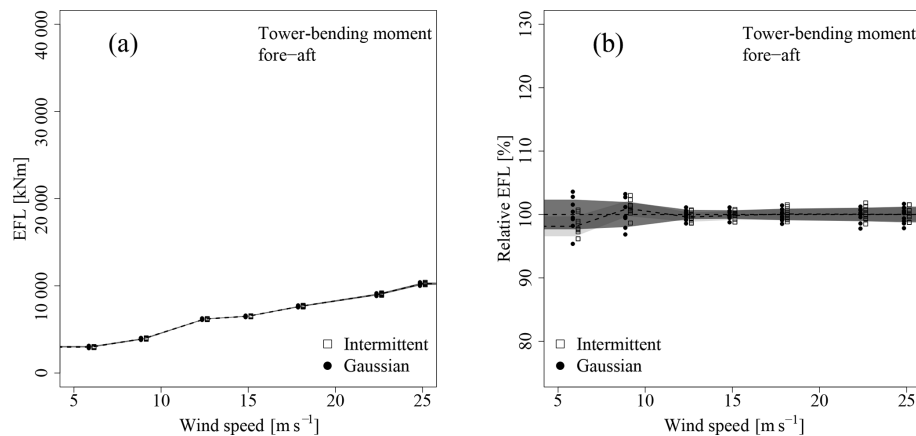 (a)
Tower-bending moment
fore−aft
EFL [kNm]
40 000
30 000
20 000
10 000
0
Intermittent
Gaussian
5 10 15 20 25
Wind speed [m s−1]
(b)
Tower-bending moment
fore−aft
Relative EFL [%]
130
120
110
100
90
80
Intermittent
Gaussian
5 10 15 20 25
Wind speed [m s−1]